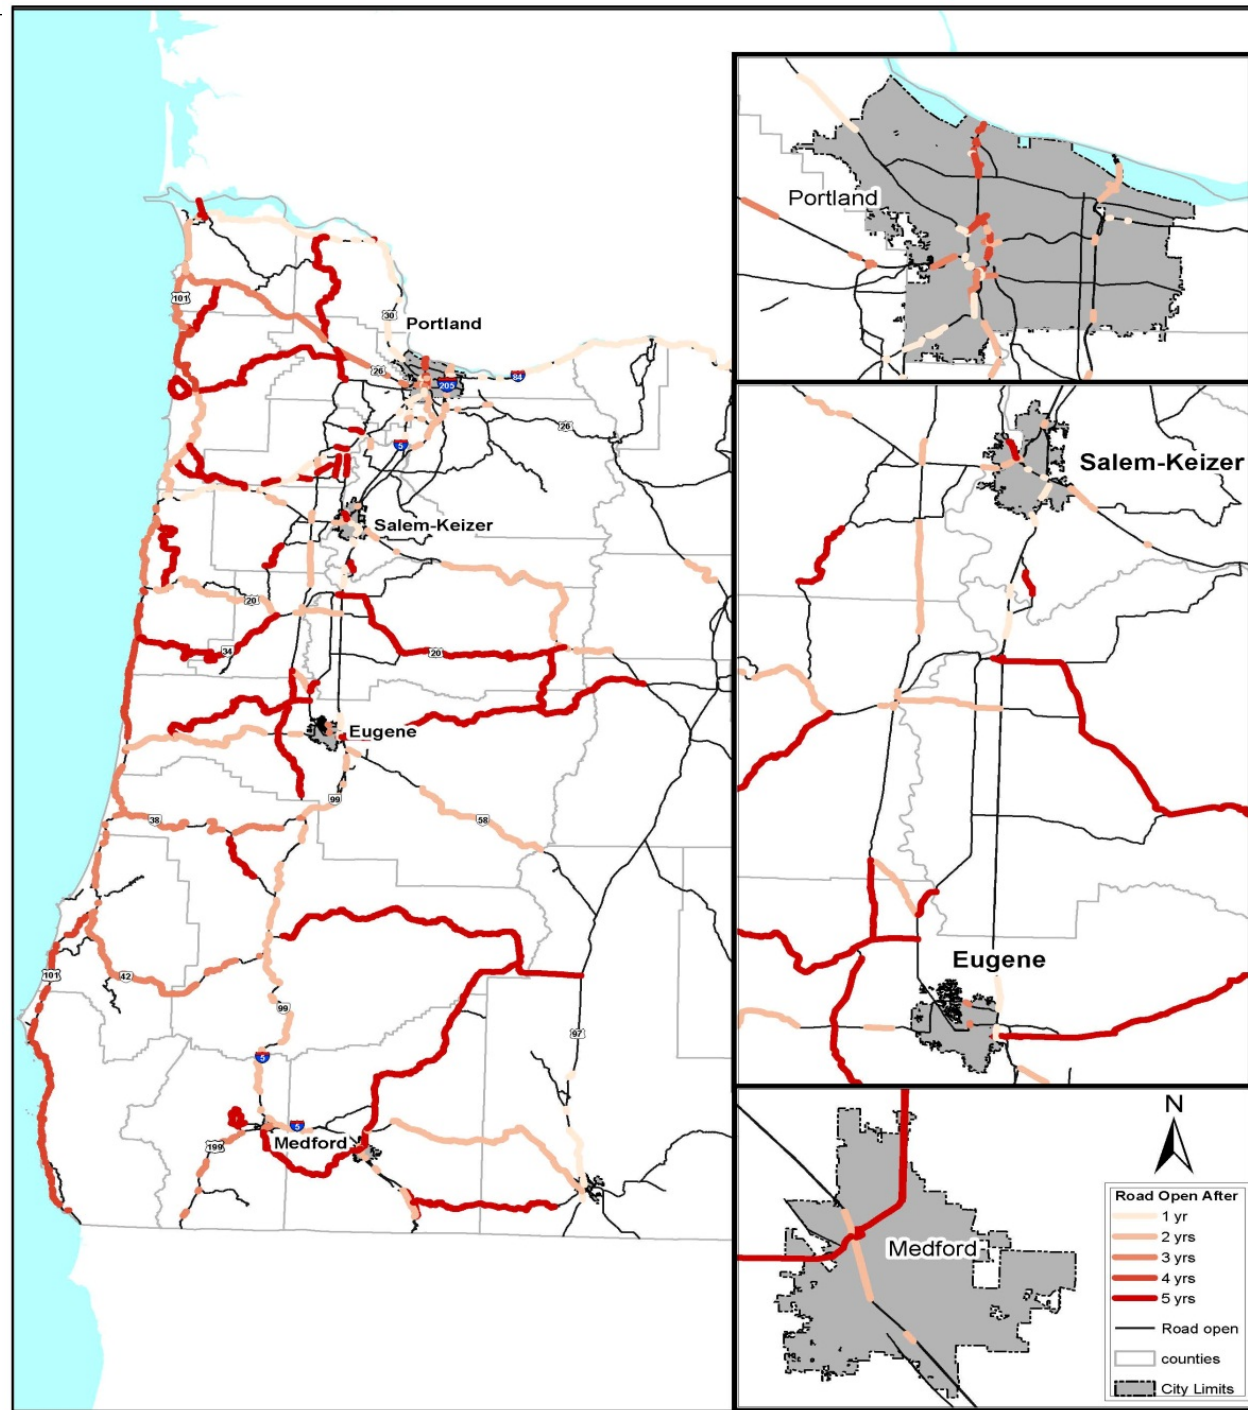 101
30
Portland
26
205
84
26
5
Salem-Keizer
20
34
20
Eugene
99
38
58
101
42
99
97
5
5
199
Medford
Portland
Salem-Keizer
Eugene
Medford
N
Road Open After
1 yr
2 yrs
3 yrs
4 yrs
5 yrs
Road open
counties
City Limits